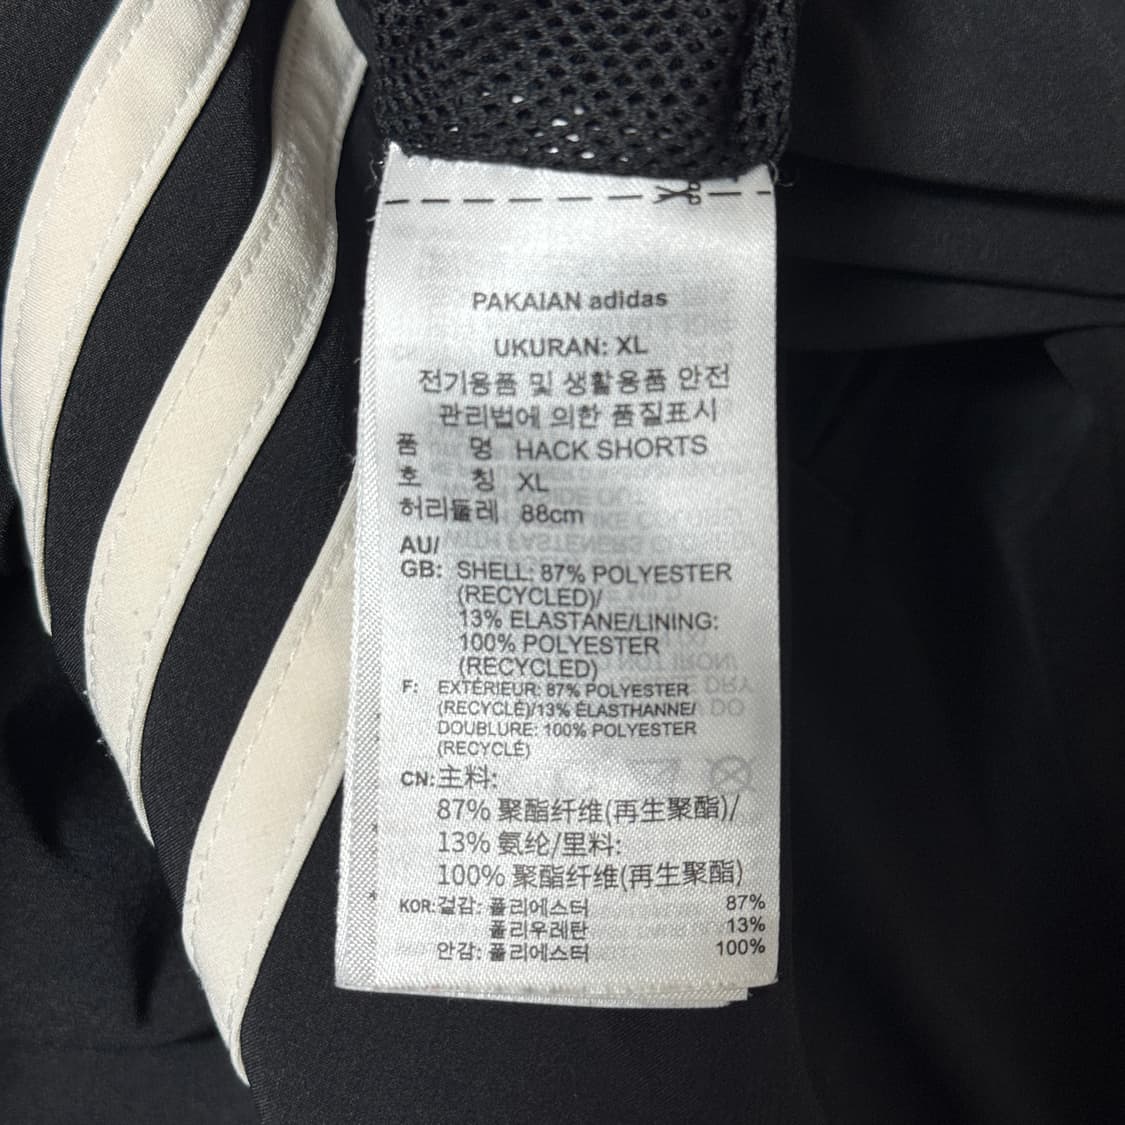 PAKAIAN adidas
UKURAN: XL
전기용품 및 생활용품 안전
관리법에 의한 품질표시
품 명 HACK SHORTS
호 칭 XL
허리둘레 88cm
AU/
GB: SHELL: 87% POLYESTER
(RECYCLED)/
13% ELASTANE/LINING:
100% POLYESTER
(RECYCLED)
F: EXTÉRIEUR: 87% POLYESTER
(RECYCLÉ)/13% ÉLASTHANNE/
DOUBLURE: 100% POLYESTER
(RECYCLÉ)
CN: 主料:
87% 聚酯纤维(再生聚酯)/
13% 氨纶/里料:
100% 聚酯纤维(再生聚酯)
KOR: 겉감: 폴리에스터 87%
폴리우레탄 13%
안감: 폴리에스터 100%